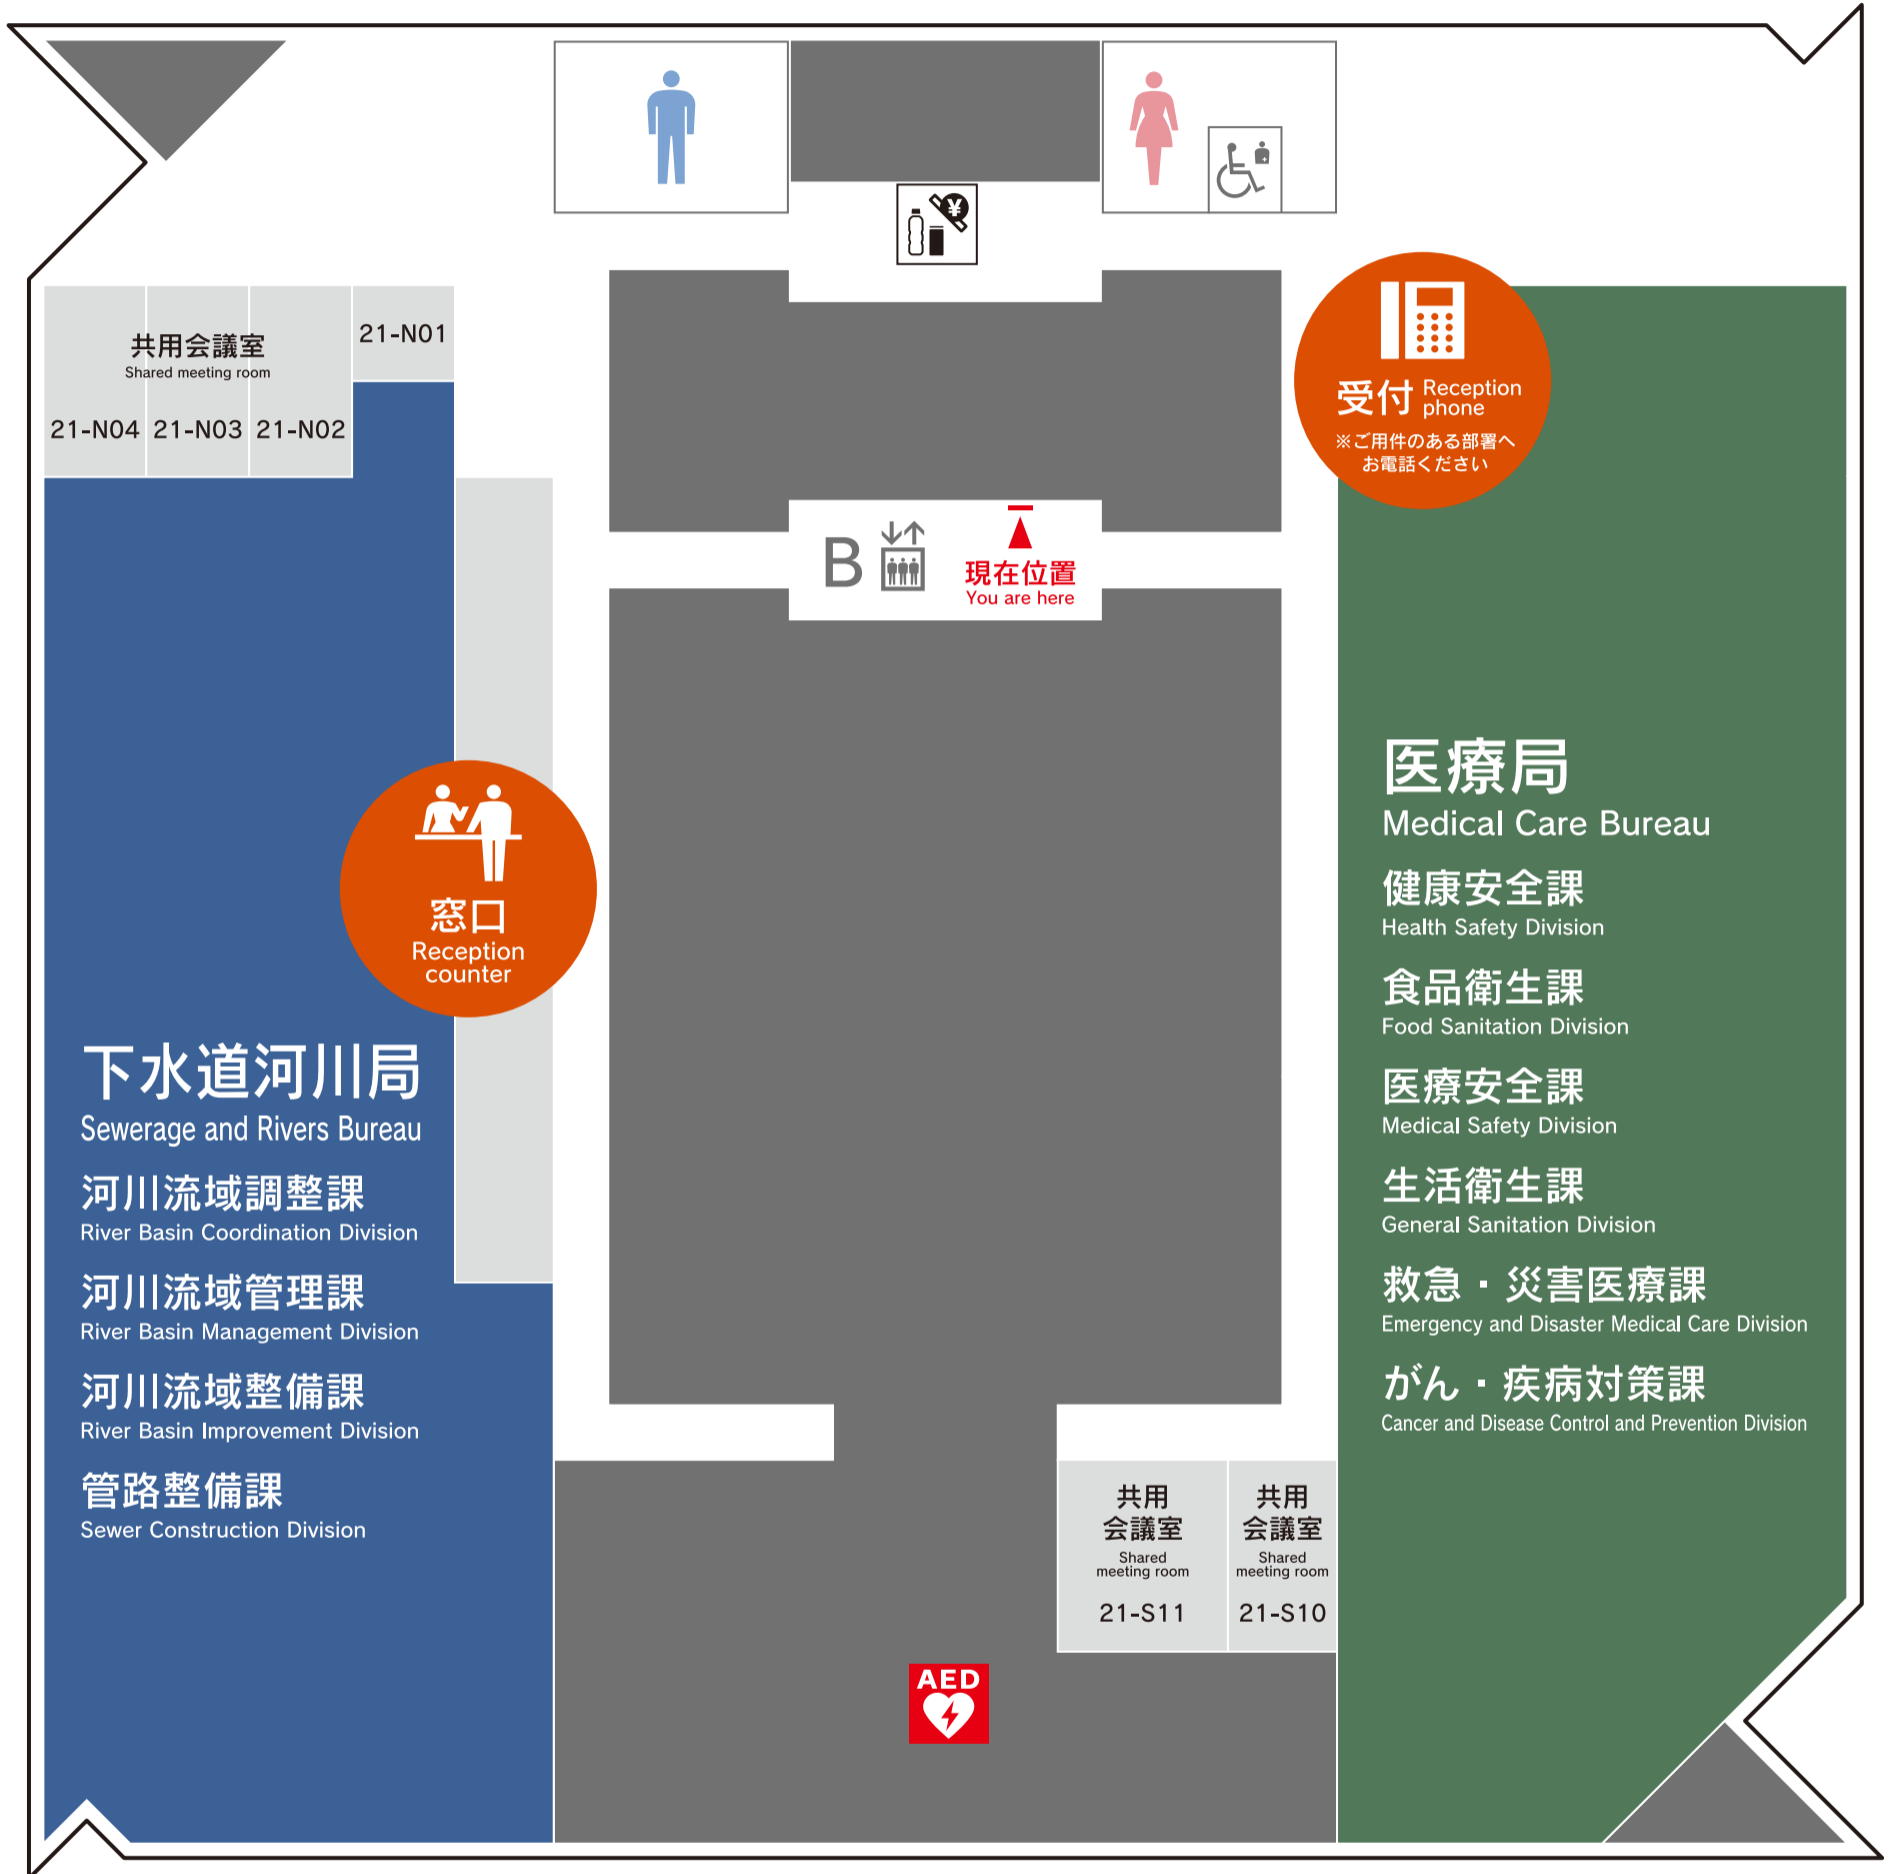 共用会議室
Shared meeting room
21-N01
21-N04
21-N03
21-N02
受付
Reception
phone
※ご用件のある部署へ
お電話ください
B
現在位置
You are here
窓口
Reception
counter
下水道河川局
Sewerage and Rivers Bureau
河川流域調整課
River Basin Coordination Division
河川流域管理課
River Basin Management Division
河川流域整備課
River Basin Improvement Division
管路整備課
Sewer Construction Division
医療局
Medical Care Bureau
健康安全課
Health Safety Division
食品衛生課
Food Sanitation Division
医療安全課
Medical Safety Division
生活衛生課
General Sanitation Division
救急・災害医療課
Emergency and Disaster Medical Care Division
がん・疾病対策課
Cancer and Disease Control and Prevention Division
共用
会議室
Shared
meeting room
21-S11
共用
会議室
Shared
meeting room
21-S10
AED
¥